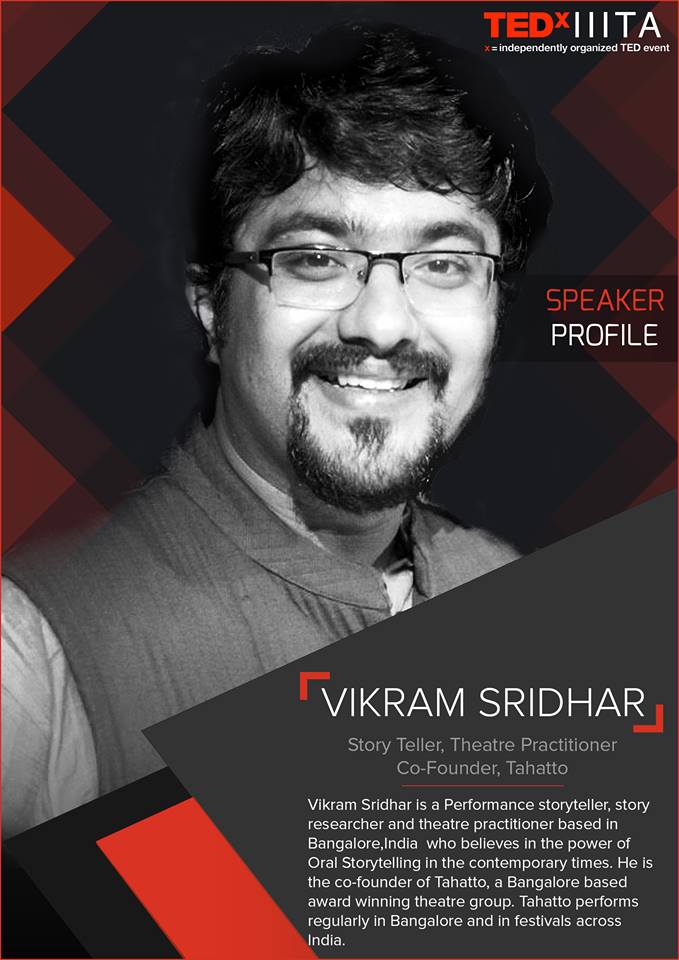 TEDxIIITA
x = independently organized TED event
SPEAKER
PROFILE
VIKRAM SRIDHAR
Story Teller, Theatre Practitioner
Co-Founder, Tahatto
Vikram Sridhar is a Performance storyteller, story
researcher and theatre practitioner based in
Bangalore,India who believes in the power of
Oral Storytelling in the contemporary times. He is
the co-founder of Tahatto, a Bangalore based
award winning theatre group. Tahatto performs
regularly in Bangalore and in festivals across
India.